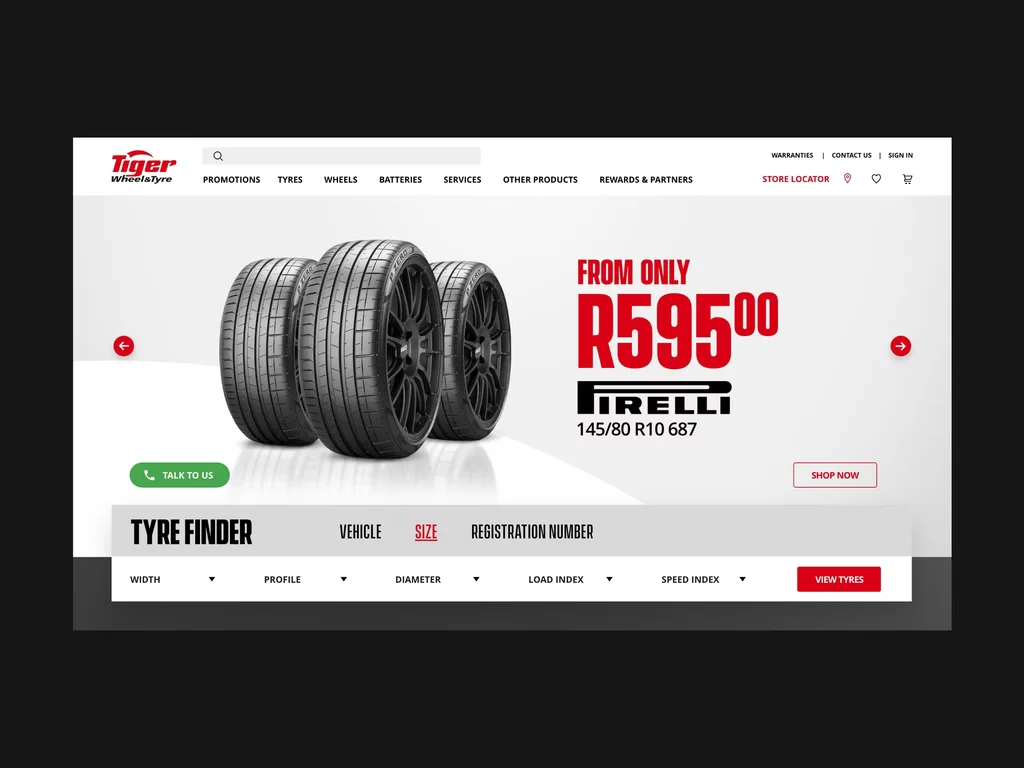 Tiger
Wheel&Tyre
WARRANTIES | CONTACT US | SIGN IN
PROMOTIONS TYRES WHEELS BATTERIES SERVICES OTHER PRODUCTS REWARDS & PARTNERS STORE LOCATOR
FROM ONLY
R59500
PIRELLI
145/80 R10 687
TALK TO US
SHOP NOW
TYRE FINDER VEHICLE SIZE REGISTRATION NUMBER
WIDTH PROFILE DIAMETER LOAD INDEX SPEED INDEX VIEW TYRES